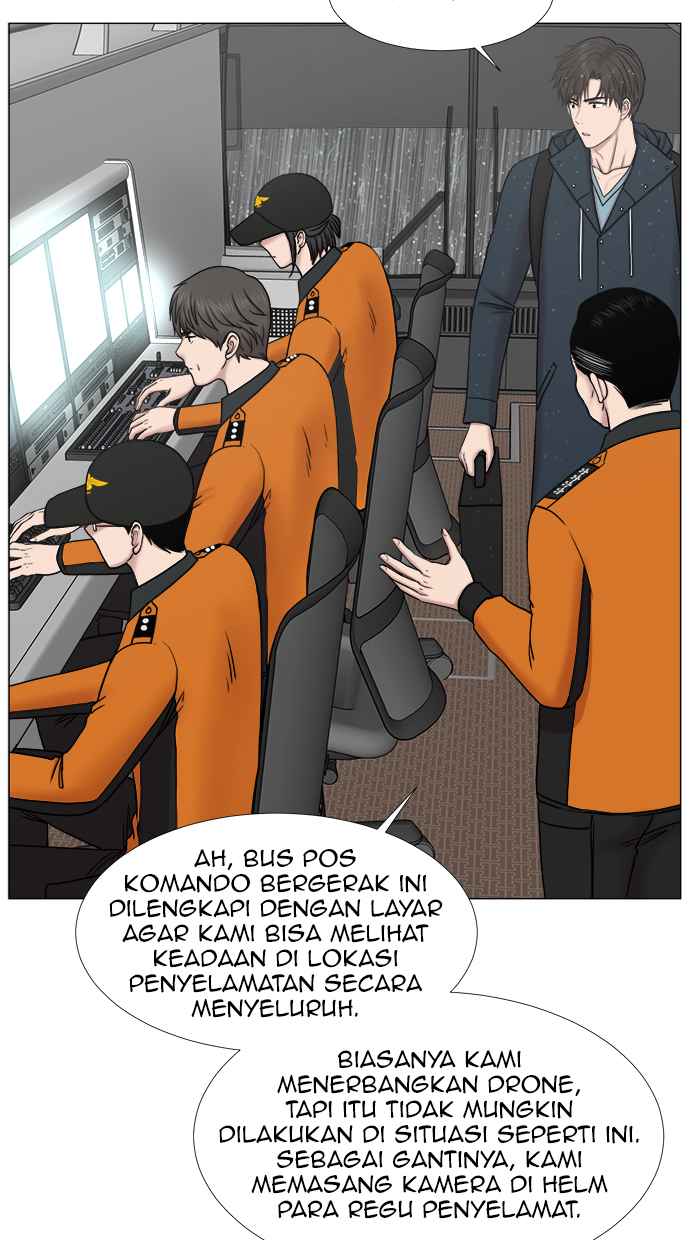 AH, BUS POS
KOMANDO BERGERAK INI
DILENGKAPI DENGAN LAYAR
AGAR KAMI BISA MELIHAT
KEADAAN DI LOKASI
PENYELAMATAN SECARA
MENYELURUH.
BIASANYA KAMI
MENERBANGKAN DRONE,
TAPI ITU TIDAK MUNGKIN
DILAKUKAN DI SITUASI SEPERTI INI.
SEBAGAI GANTINYA, KAMI
MEMASANG KAMERA DI HELM
PARA REGU PENYELAMAT.